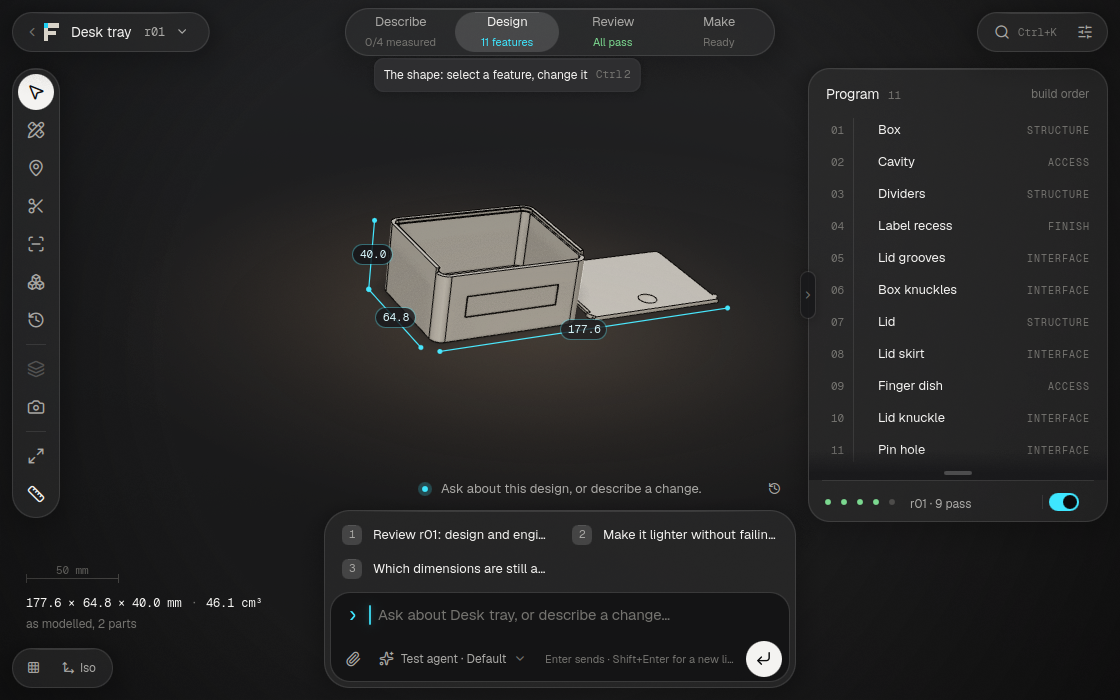 Desk tray r01
Describe
0/4 measured
Design
11 features
Review
All pass
Make
Ready
Ctrl+K
The shape: select a feature, change it Ctrl2
Program 11 build order
01 Box STRUCTURE
02 Cavity ACCESS
03 Dividers STRUCTURE
04 Label recess FINISH
05 Lid grooves INTERFACE
06 Box knuckles INTERFACE
07 Lid STRUCTURE
08 Lid skirt INTERFACE
09 Finger dish ACCESS
10 Lid knuckle INTERFACE
11 Pin hole INTERFACE
r01 · 9 pass
40.0
64.8
177.6
Ask about this design, or describe a change.
1 Review r01: design and engi...
2 Make it lighter without failin...
3 Which dimensions are still a...
Ask about Desk tray, or describe a change...
Test agent · Default
Enter sends · Shift+Enter for a new li...
50 mm
177.6 × 64.8 × 40.0 mm · 46.1 cm³
as modelled, 2 parts
Iso